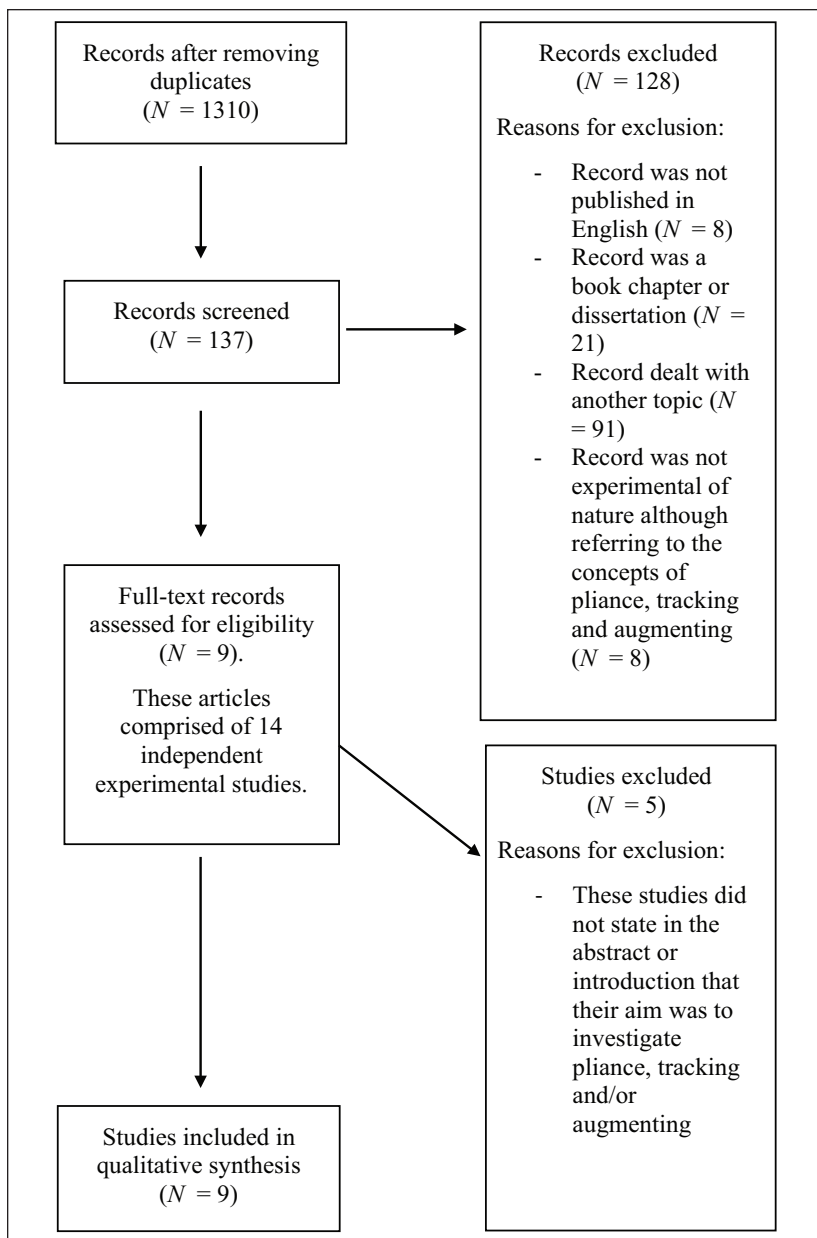 Records after removing
duplicates
(N = 1310)
Records screened
(N = 137)
Full-text records
assessed for eligibility
(N = 9).
These articles
comprised of 14
independent
experimental studies.
Studies included in
qualitative synthesis
(N = 9)
Records excluded
(N = 128)
Reasons for exclusion:
- Record was not
published in
English (N = 8)
- Record was a
book chapter or
dissertation (N =
21)
- Record dealt with
another topic (N
= 91)
- Record was not
experimental of
nature although
referring to the
concepts of
pliance, tracking
and augmenting
(N = 8)
Studies excluded
(N = 5)
Reasons for exclusion:
- These studies did
not state in the
abstract or
introduction that
their aim was to
investigate
pliance, tracking
and/or
augmenting